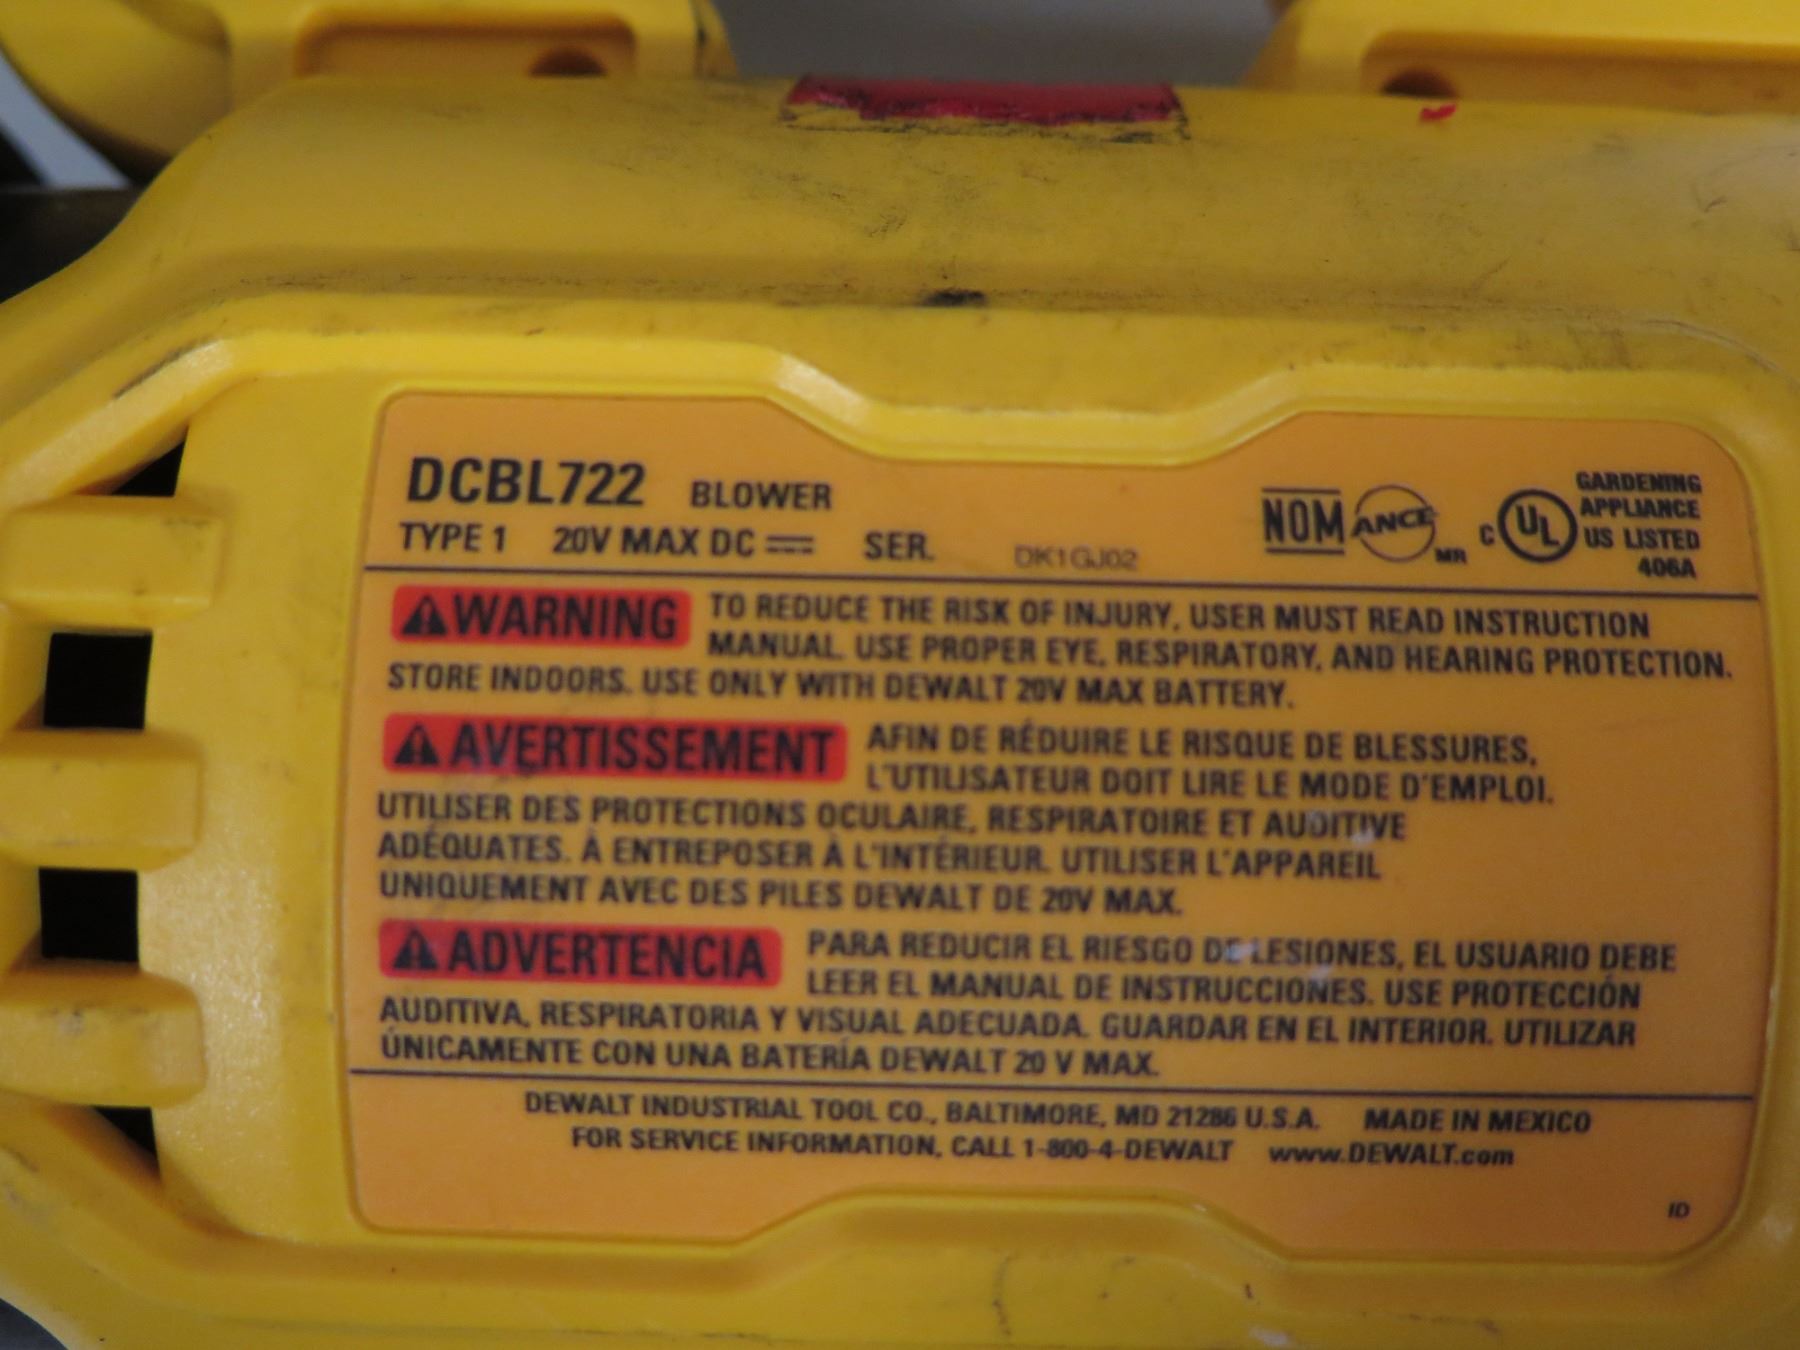 DCBL722 BLOWER
TYPE 1 20V MAX DC SER. DK1GJ02
NOM ANCE MR
C UL US LISTED
GARDENING
APPLIANCE
406A
WARNING TO REDUCE THE RISK OF INJURY, USER MUST READ INSTRUCTION
MANUAL. USE PROPER EYE, RESPIRATORY, AND HEARING PROTECTION.
STORE INDOORS. USE ONLY WITH DEWALT 20V MAX BATTERY.
AVERTISSEMENT AFIN DE RÉDUIRE LE RISQUE DE BLESSURES,
L'UTILISATEUR DOIT LIRE LE MODE D'EMPLOI.
UTILISER DES PROTECTIONS OCULAIRE, RESPIRATOIRE ET AUDITIVE
ADÉQUATES. À ENTREPOSER À L'INTÉRIEUR. UTILISER L'APPAREIL
UNIQUEMENT AVEC DES PILES DEWALT DE 20V MAX.
ADVERTENCIA PARA REDUCIR EL RIESGO DE LESIONES, EL USUARIO DEBE
LEER EL MANUAL DE INSTRUCCIONES. USE PROTECCIÓN
AUDITIVA, RESPIRATORIA Y VISUAL ADECUADA. GUARDAR EN EL INTERIOR. UTILIZAR
ÚNICAMENTE CON UNA BATERÍA DEWALT 20 V MAX.
DEWALT INDUSTRIAL TOOL CO., BALTIMORE, MD 21286 U.S.A. MADE IN MEXICO
FOR SERVICE INFORMATION, CALL 1-800-4-DEWALT www.DEWALT.com
ID